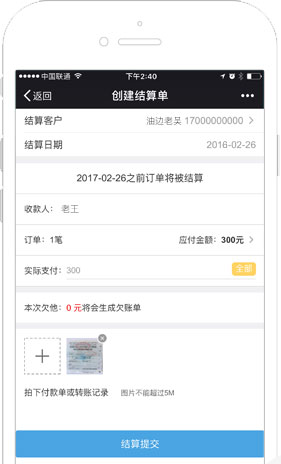 中国联通 下午2:40
返回 创建结算单
结算客户 油边老吴 17000000000
结算日期 2016-02-26
2017-02-26之前订单将被结算
收款人： 老王
订单：1笔 应付金额：300元
实际支付：300 全部
本次欠他：0 元将会生成欠账单
拍下付款单或转账记录 图片不能超过5M
结算提交